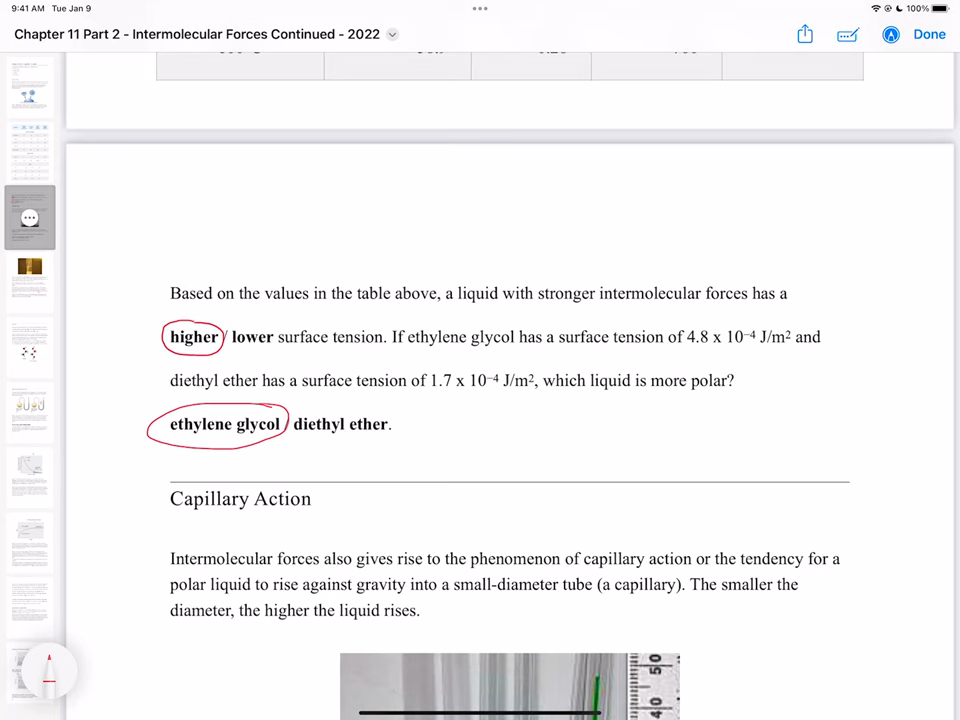 9:41 AM Tue Jan 9
100%
Chapter 11 Part 2 - Intermolecular Forces Continued - 2022
Done
Based on the values in the table above, a liquid with stronger intermolecular forces has a
higher / lower surface tension. If ethylene glycol has a surface tension of 4.8 x 10⁻⁴ J/m² and
diethyl ether has a surface tension of 1.7 x 10⁻⁴ J/m², which liquid is more polar?
ethylene glycol / diethyl ether.
Capillary Action
Intermolecular forces also gives rise to the phenomenon of capillary action or the tendency for a
polar liquid to rise against gravity into a small-diameter tube (a capillary). The smaller the
diameter, the higher the liquid rises.
50
40